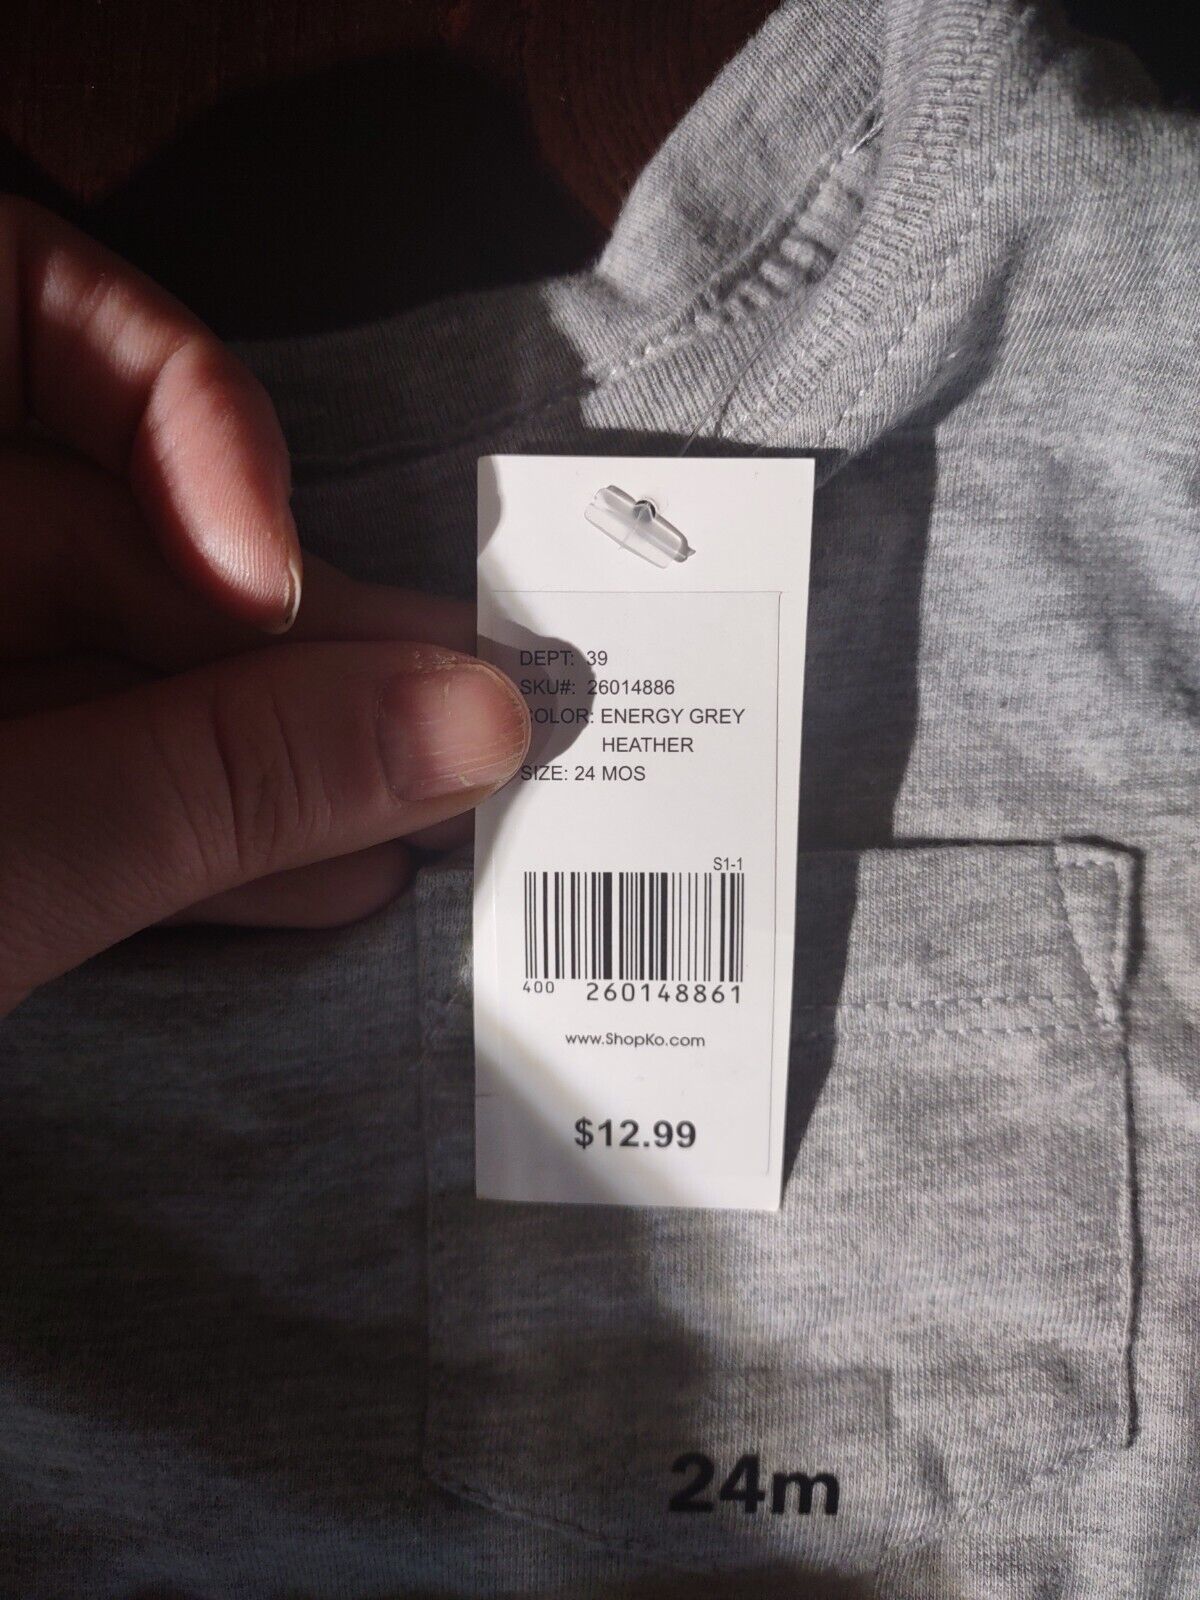 DEPT: 39
SKU#: 26014886
COLOR: ENERGY GREY
HEATHER
SIZE: 24 MOS
S1-1
400 260148861
www.ShopKo.com
$12.99
24m